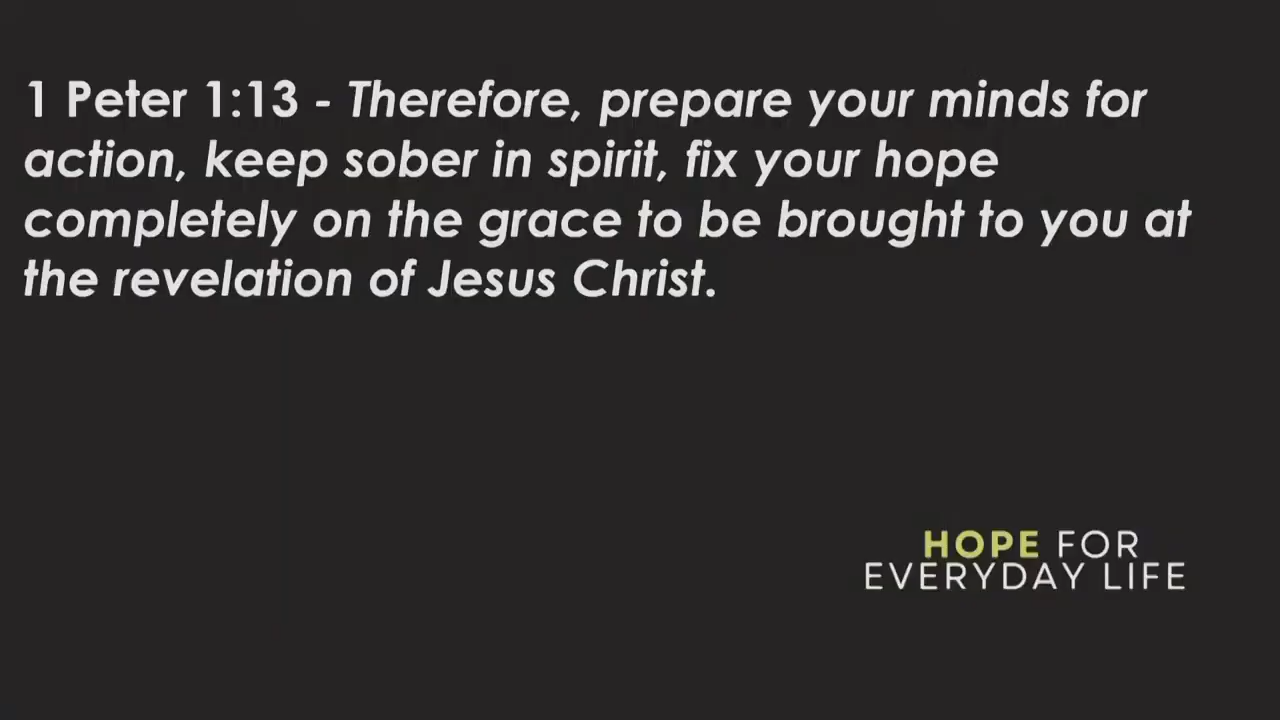 1 Peter 1:13 - Therefore, prepare your minds for
action, keep sober in spirit, fix your hope
completely on the grace to be brought to you at
the revelation of Jesus Christ.
HOPE FOR
EVERYDAY LIFE